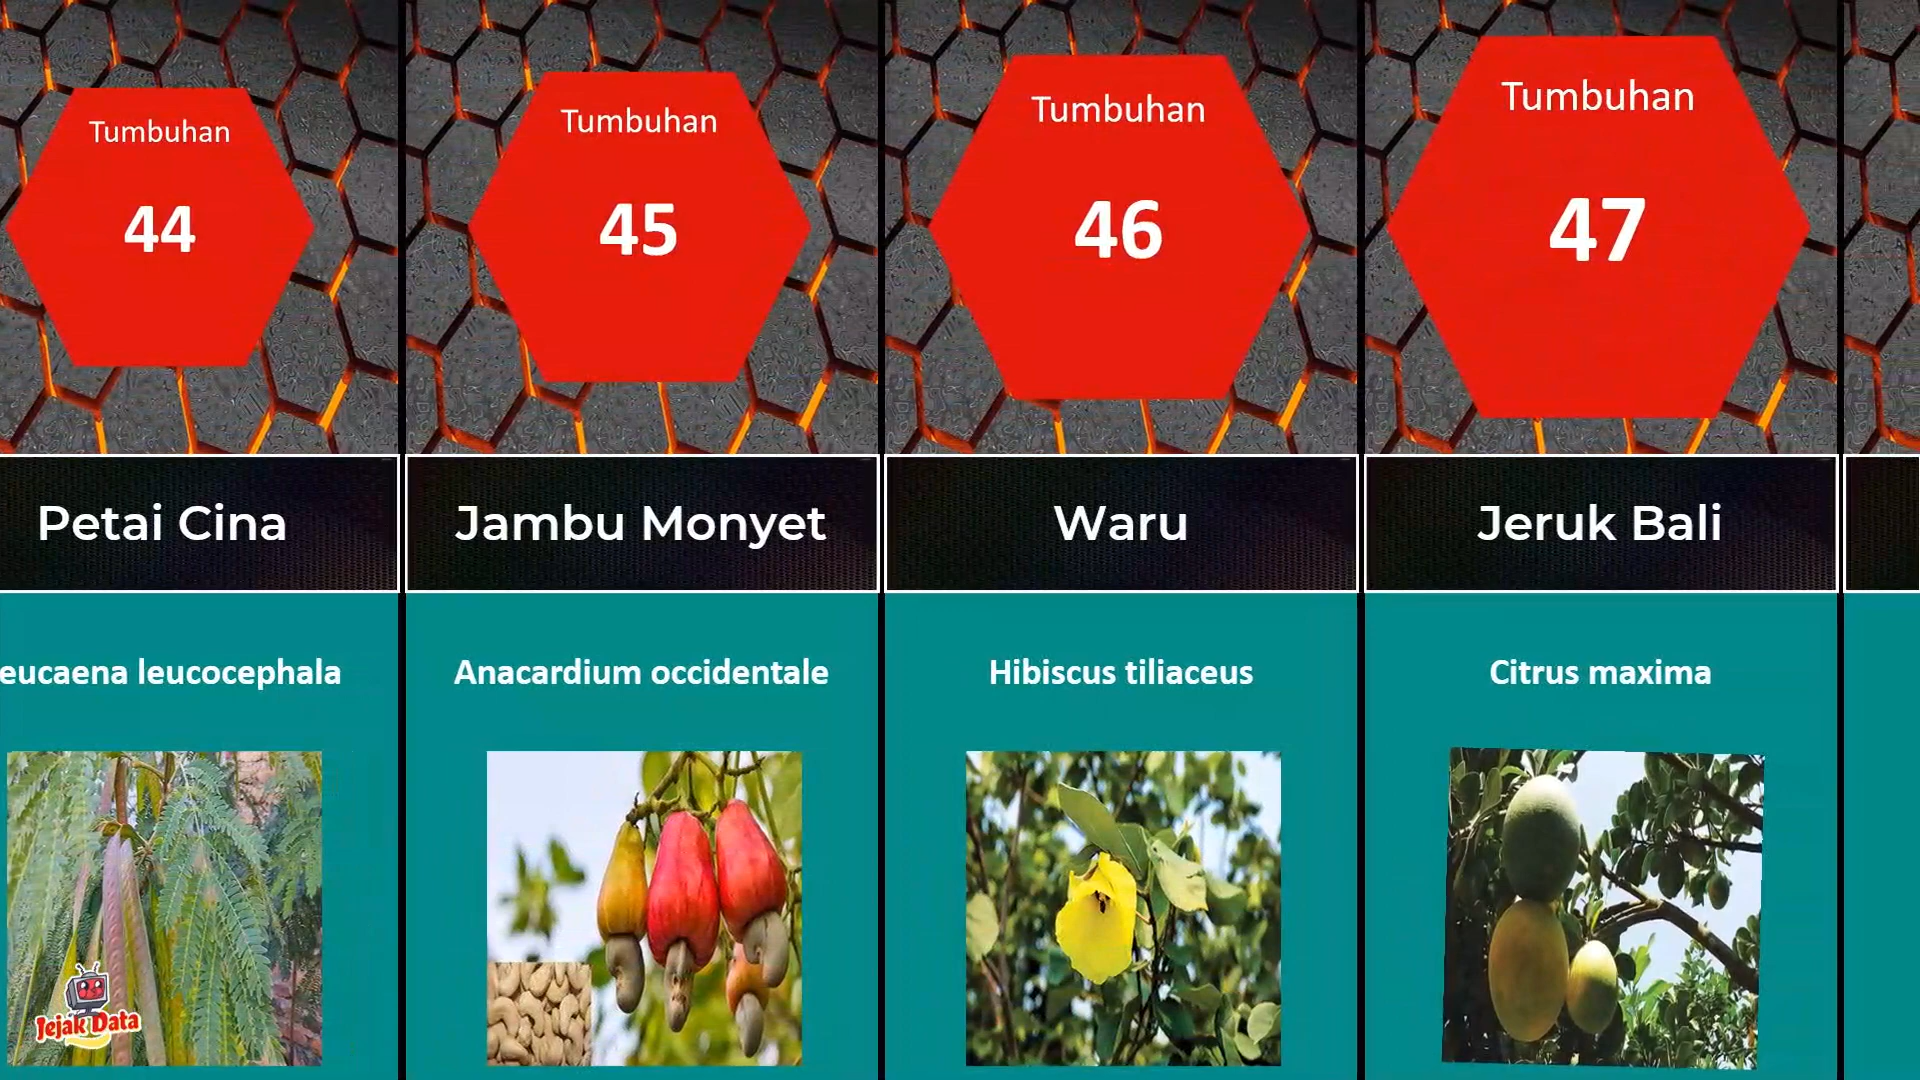 Tumbuhan
44
Petai Cina
eucaena leucocephala
Jejak Data
Tumbuhan
45
Jambu Monyet
Anacardium occidentale
Tumbuhan
46
Waru
Hibiscus tiliaceus
Tumbuhan
47
Jeruk Bali
Citrus maxima